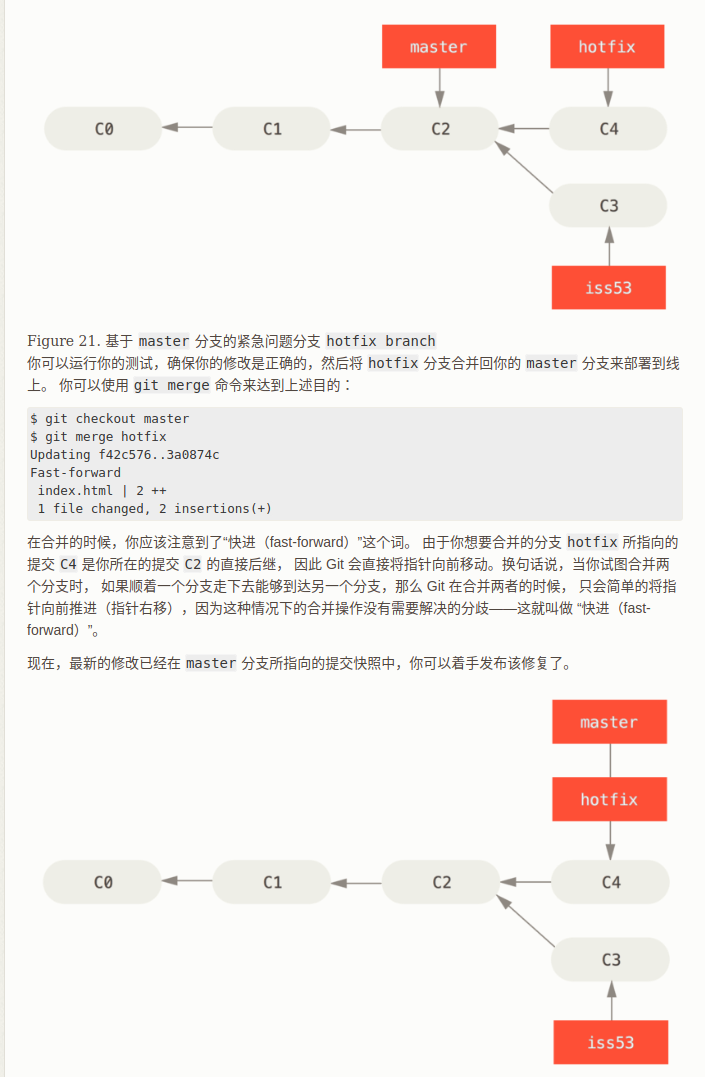 master hotfix
C0 C1 C2 C4
C3
iss53
Figure 21. 基于 master 分支的紧急问题分支 hotfix branch
你可以运行你的测试，确保你的修改是正确的，然后将 hotfix 分支合并回你的 master 分支来部署到线
上。 你可以使用 git merge 命令来达到上述目的：
$ git checkout master
$ git merge hotfix
Updating f42c576..3a0874c
Fast-forward
 index.html | 2 ++
 1 file changed, 2 insertions(+)
在合并的时候，你应该注意到了“快进（fast-forward）”这个词。 由于你想要合并的分支 hotfix 所指向的
提交 C4 是你所在的提交 C2 的直接后继， 因此 Git 会直接将指针向前移动。换句话说，当你试图合并两
个分支时， 如果顺着一个分支走下去能够到达另一个分支，那么 Git 在合并两者的时候， 只会简单的将指
针向前推进（指针右移），因为这种情况下的合并操作没有需要解决的分歧——这就叫做 “快进（fast-
forward）”。
现在，最新的修改已经在 master 分支所指向的提交快照中，你可以着手发布该修复了。
master
hotfix
C0 C1 C2 C4
C3
iss53